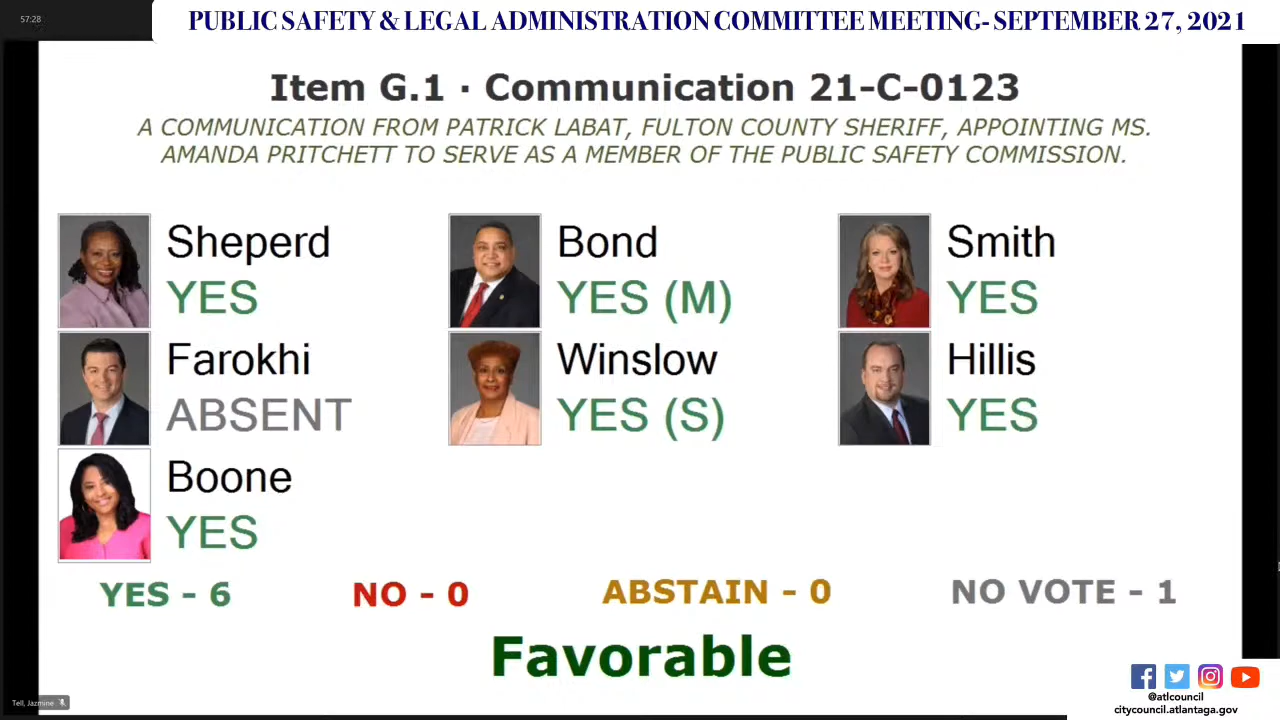 57:28
PUBLIC SAFETY & LEGAL ADMINISTRATION COMMITTEE MEETING- SEPTEMBER 27, 2021
Item G.1 · Communication 21-C-0123
A COMMUNICATION FROM PATRICK LABAT, FULTON COUNTY SHERIFF, APPOINTING MS.
AMANDA PRITCHETT TO SERVE AS A MEMBER OF THE PUBLIC SAFETY COMMISSION.
Sheperd
YES
Bond
YES (M)
Smith
YES
Farokhi
ABSENT
Winslow
YES (S)
Hillis
YES
Boone
YES
YES - 6
NO - 0
ABSTAIN - 0
NO VOTE - 1
Favorable
@atlcouncil
citycouncil.atlantaga.gov
Tell, Jazmine